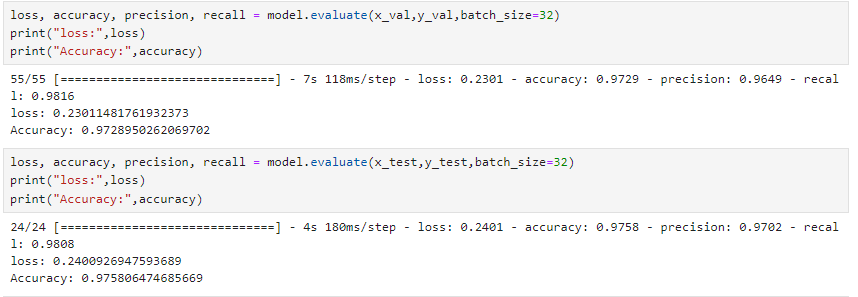 loss, accuracy, precision, recall = model.evaluate(x_val,y_val,batch_size=32)
print("loss:",loss)
print("Accuracy:",accuracy)
55/55 [==============================] - 7s 118ms/step - loss: 0.2301 - accuracy: 0.9729 - precision: 0.9649 - recal
l: 0.9816
loss: 0.23011481761932373
Accuracy: 0.9728950262069702
loss, accuracy, precision, recall = model.evaluate(x_test,y_test,batch_size=32)
print("loss:",loss)
print("Accuracy:",accuracy)
24/24 [==============================] - 4s 180ms/step - loss: 0.2401 - accuracy: 0.9758 - precision: 0.9702 - recal
l: 0.9808
loss: 0.2400926947593689
Accuracy: 0.975806474685669